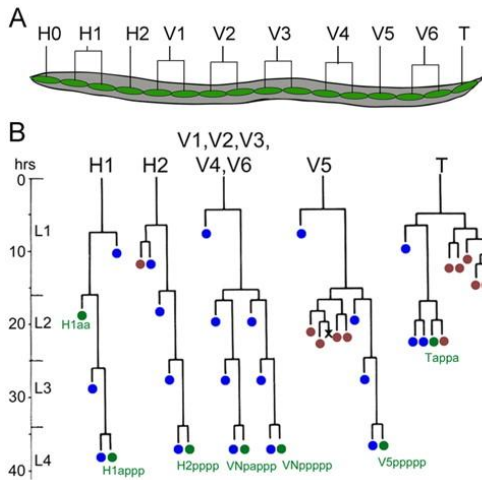 A
H0 H1 H2 V1 V2 V3 V4 V5 V6 T
B
V1,V2,V3,
hrs H1 H2 V4,V6 V5 T
0
L1
10
H1aa
L2
20
x
Tappa
L3
30
L4
H1appp H2pppp VNpappp VNppppp V5ppppp
40